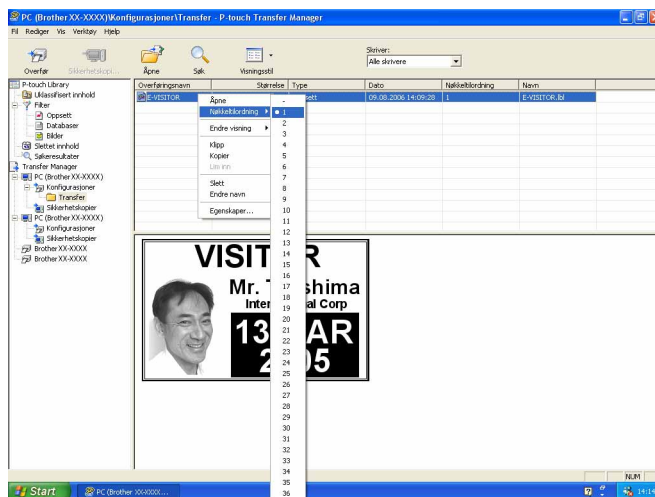 PC (Brother XX-XXXX)\Konfigurasjoner\Transfer - P-touch Transfer Manager
Fil Rediger Vis Verktøy Hjelp
Overfør Sikkerhetskopi... Åpne Søk Visningsstil
Skriver:
Alle skrivere
P-touch Library
Uklassifisert innhold
Filter
Oppsett
Databaser
Bilder
Slettet innhold
Søkeresultater
Transfer Manager
PC (Brother XX-XXXX)
Konfigurasjoner
Transfer
Sikkerhetskopier
PC (Brother XX-XXXX)
Konfigurasjoner
Sikkerhetskopier
Brother XX-XXXX
Brother XX-XXXX
Overføringsnavn Størrelse Type Dato Nøkkeltilordning Navn
E-VISITOR sett 09.08.2006 14:09:28 1 E-VISITOR.lbl
Åpne
Nøkkeltilordning
Endre visning
Klipp
Kopier
Lim inn
Slett
Endre navn
Egenskaper...
-
1
2
3
4
5
6
7
8
9
10
11
12
13
14
15
16
17
18
19
20
21
22
23
24
25
26
27
28
29
30
31
32
33
34
35
36
VISIT R
Mr. T shima
Inter al Corp
13 AR
2 05
NUM
Start PC (Brother XX-XXXX... 14:14